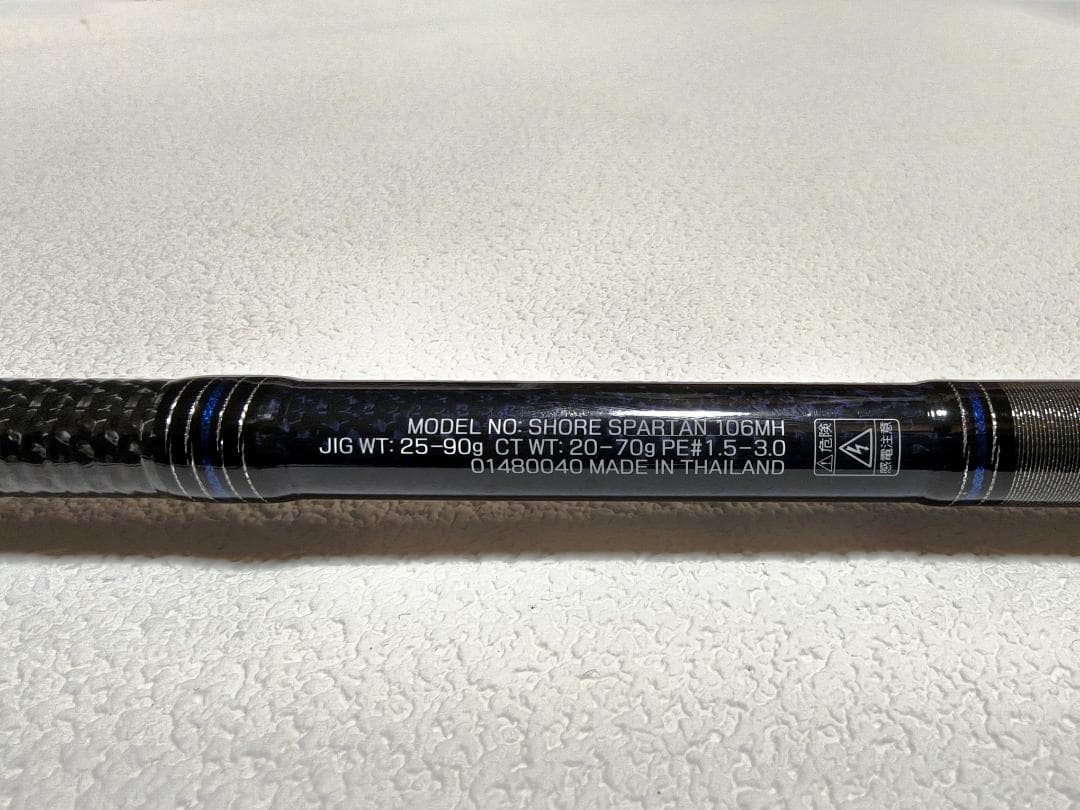 MODEL NO: SHORE SPARTAN 106MH
JIG WT: 25-90g CT WT: 20-70g PE#1.5-3.0
01480040 MADE IN THAILAND
危険
感電注意